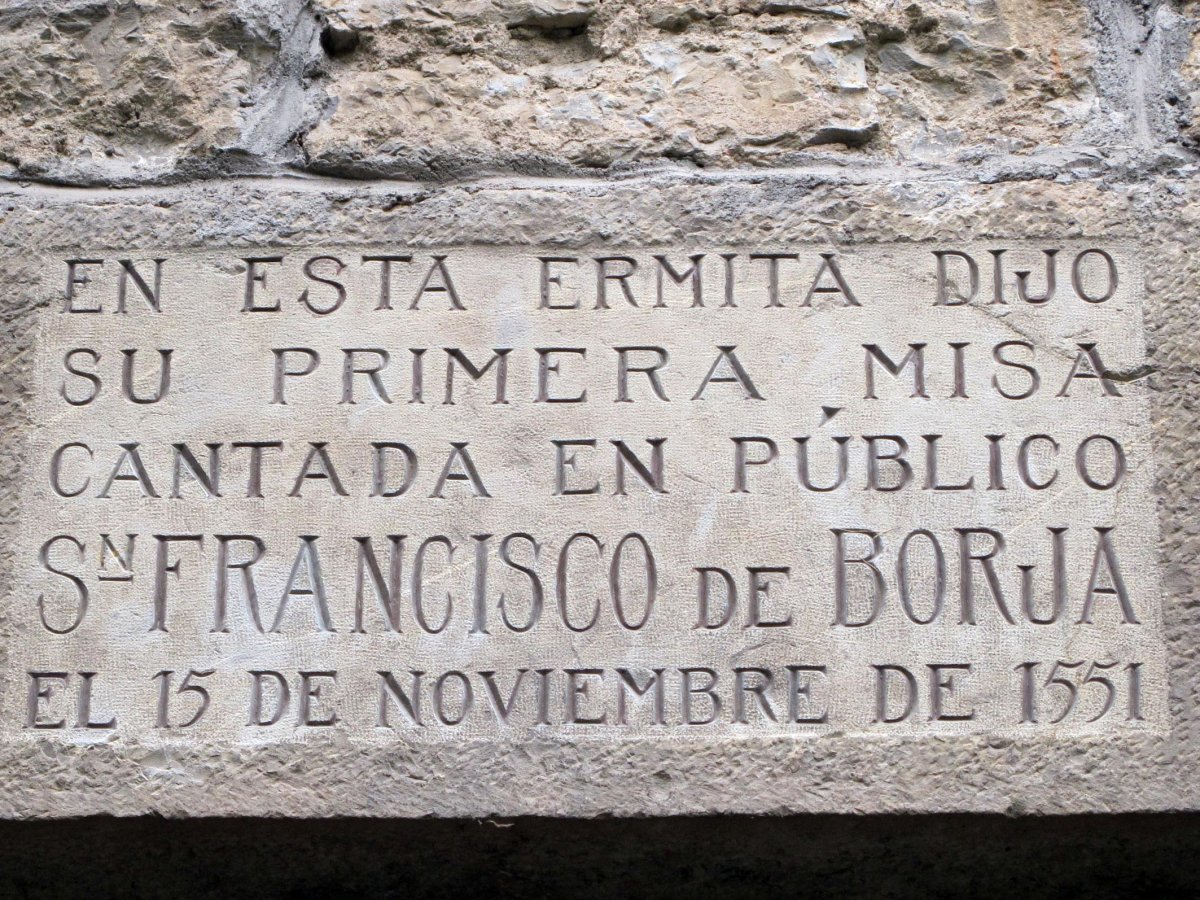 EN ESTA ERMITA DIJO
SU PRIMERA MISA
CANTADA EN PÚBLICO
Sᴺ FRANCISCO DE BORJA
EL 15 DE NOVIEMBRE DE 1551